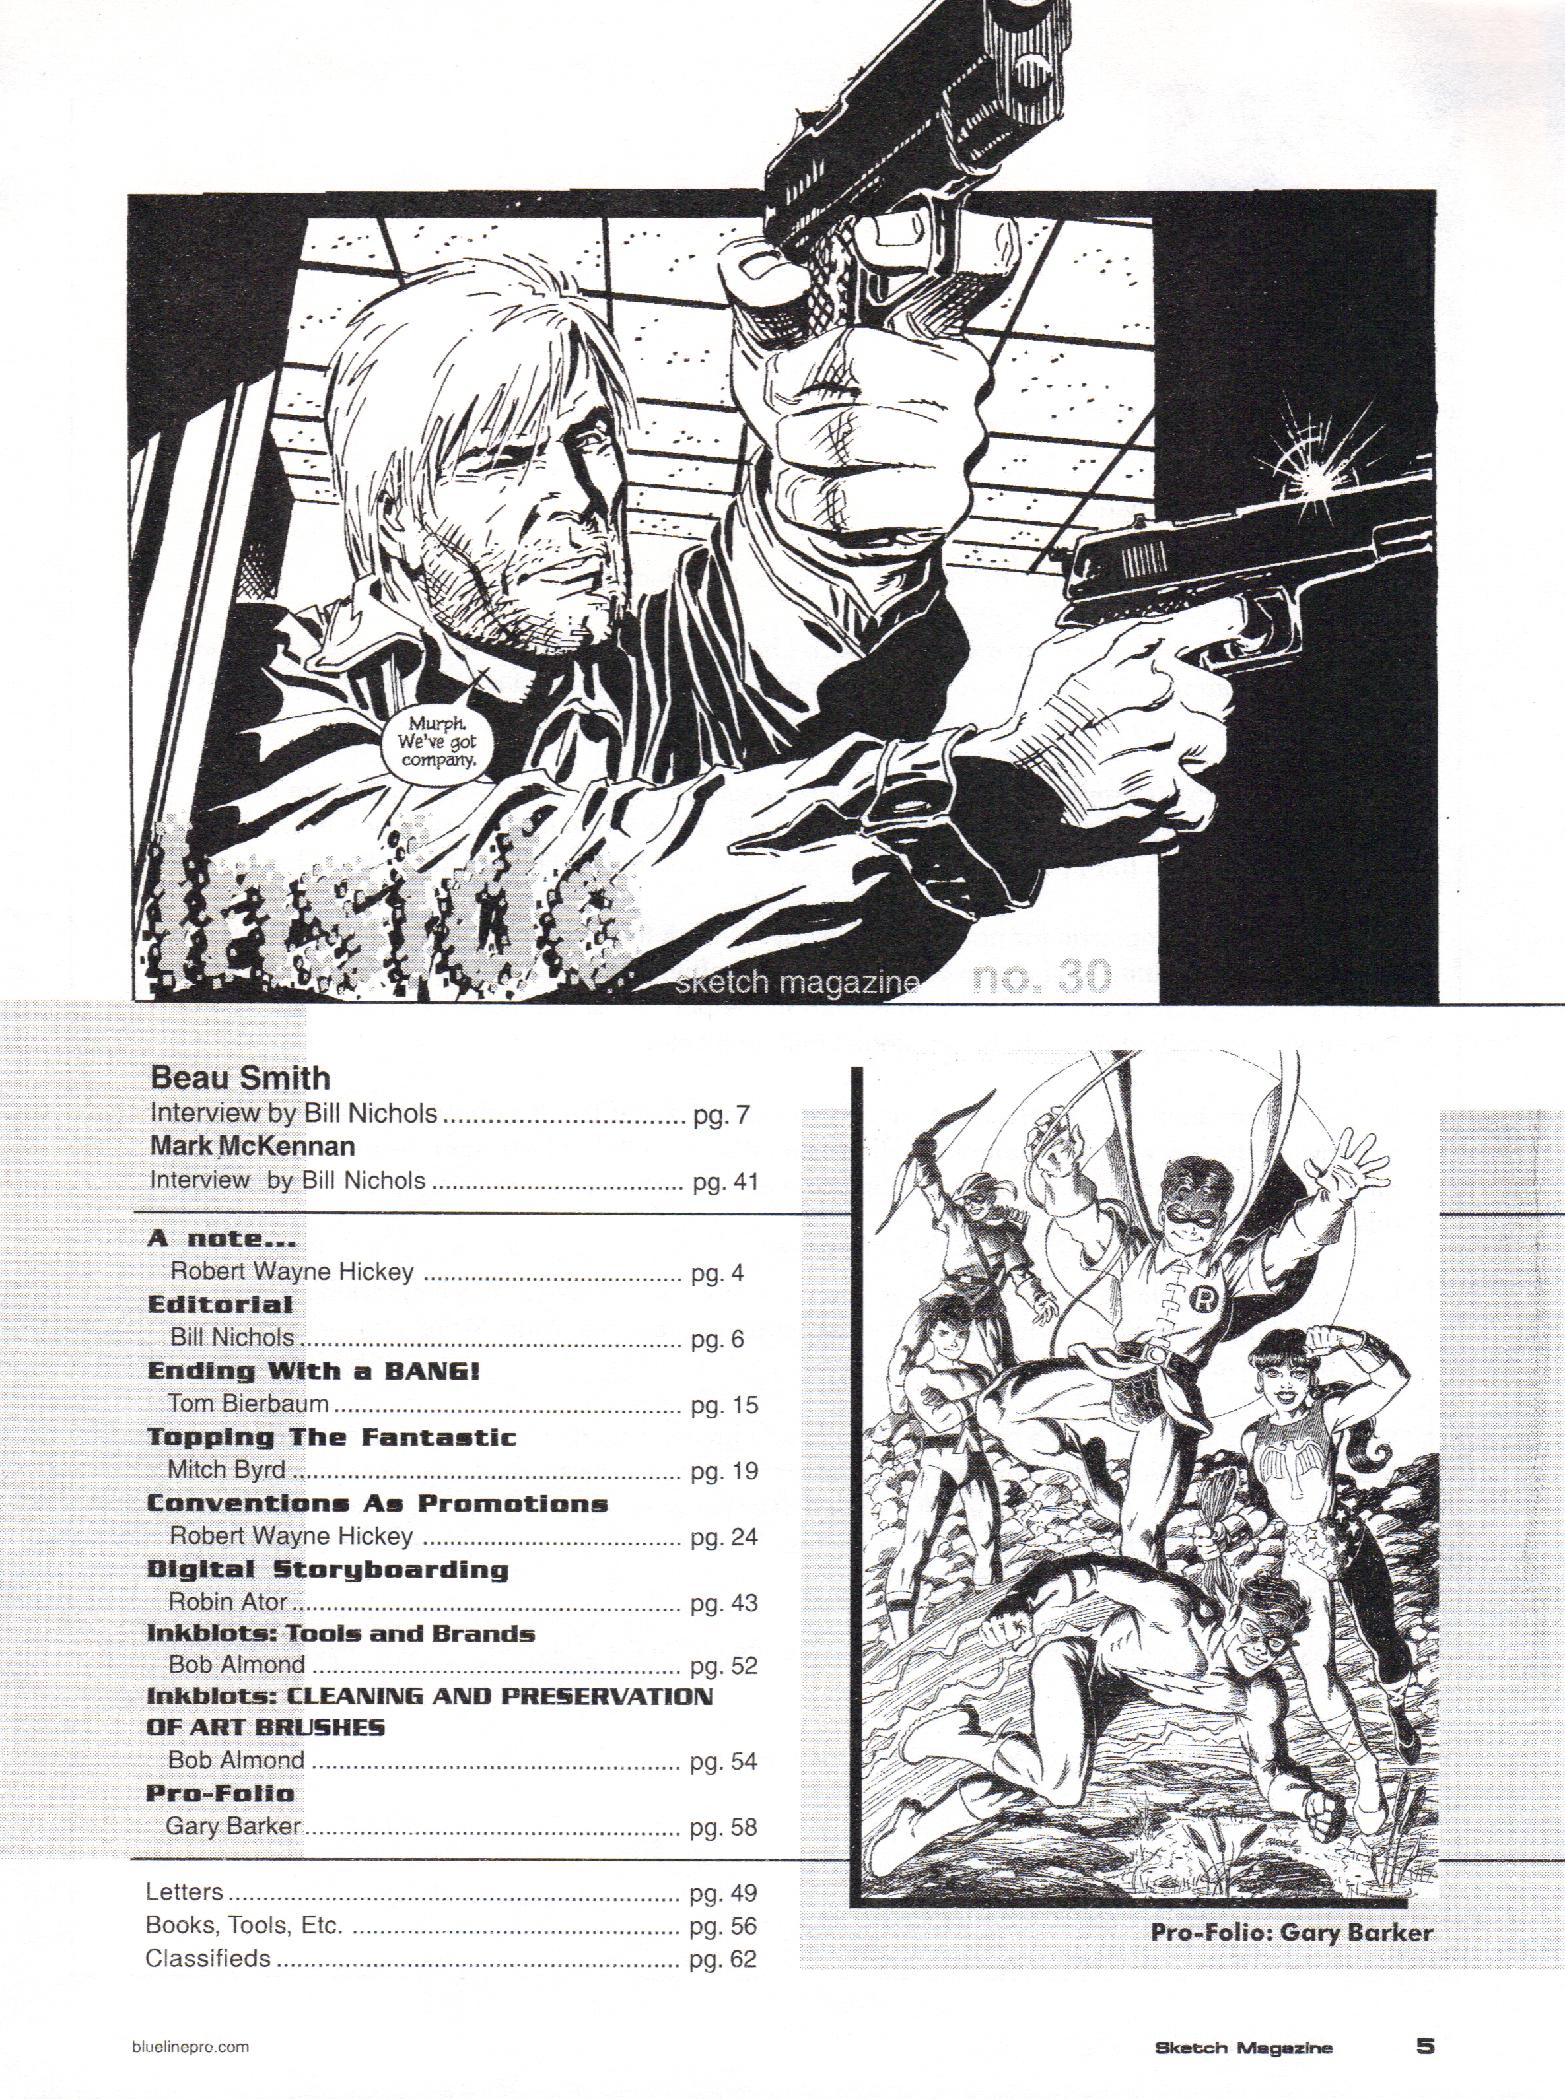 Murph.
We've got
company.
sketch magazine
no. 30
Beau Smith
Interview by Bill Nichols .............................. pg. 7
Mark McKennan
Interview by Bill Nichols .............................. pg. 41
A note...
Robert Wayne Hickey .............................. pg. 4
Editorial
Bill Nichols .............................. pg. 6
Ending With a BANG!
Tom Bierbaum .............................. pg. 15
Topping The Fantastic
Mitch Byrd .............................. pg. 19
Conventions As Promotions
Robert Wayne Hickey .............................. pg. 24
Digital Storyboarding
Robin Ator .............................. pg. 43
Inkblots: Tools and Brands
Bob Almond .............................. pg. 52
Inkblots: CLEANING AND PRESERVATION
OF ART BRUSHES
Bob Almond .............................. pg. 54
Pro-Folio
Gary Barker .............................. pg. 58
Letters .............................. pg. 49
Books, Tools, Etc. .............................. pg. 56
Classifieds .............................. pg. 62
R
Pro-Folio: Gary Barker
bluelinepro.com
Sketch Magazine 5